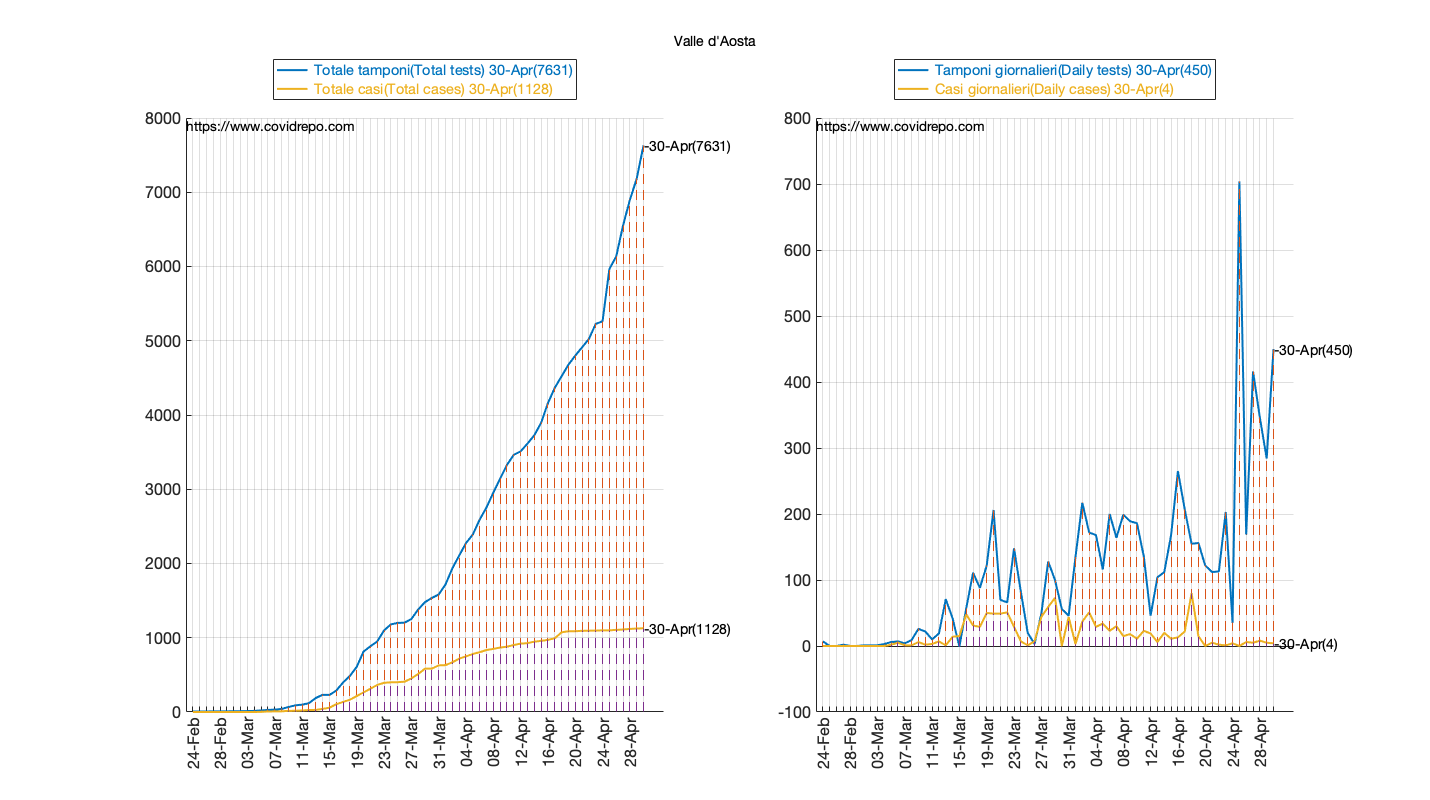 Valle d'Aosta
Totale tamponi(Total tests) 30-Apr(7631)
Totale casi(Total cases) 30-Apr(1128)
https://www.covidrepo.com
8000
7000
6000
5000
4000
3000
2000
1000
0
-30-Apr(7631)
-30-Apr(1128)
24-Feb
28-Feb
03-Mar
07-Mar
11-Mar
15-Mar
19-Mar
23-Mar
27-Mar
31-Mar
04-Apr
08-Apr
12-Apr
16-Apr
20-Apr
24-Apr
28-Apr
Tamponi giornalieri(Daily tests) 30-Apr(450)
Casi giornalieri(Daily cases) 30-Apr(4)
https://www.covidrepo.com
800
700
600
500
400
300
200
100
0
-100
-30-Apr(450)
-30-Apr(4)
24-Feb
28-Feb
03-Mar
07-Mar
11-Mar
15-Mar
19-Mar
23-Mar
27-Mar
31-Mar
04-Apr
08-Apr
12-Apr
16-Apr
20-Apr
24-Apr
28-Apr